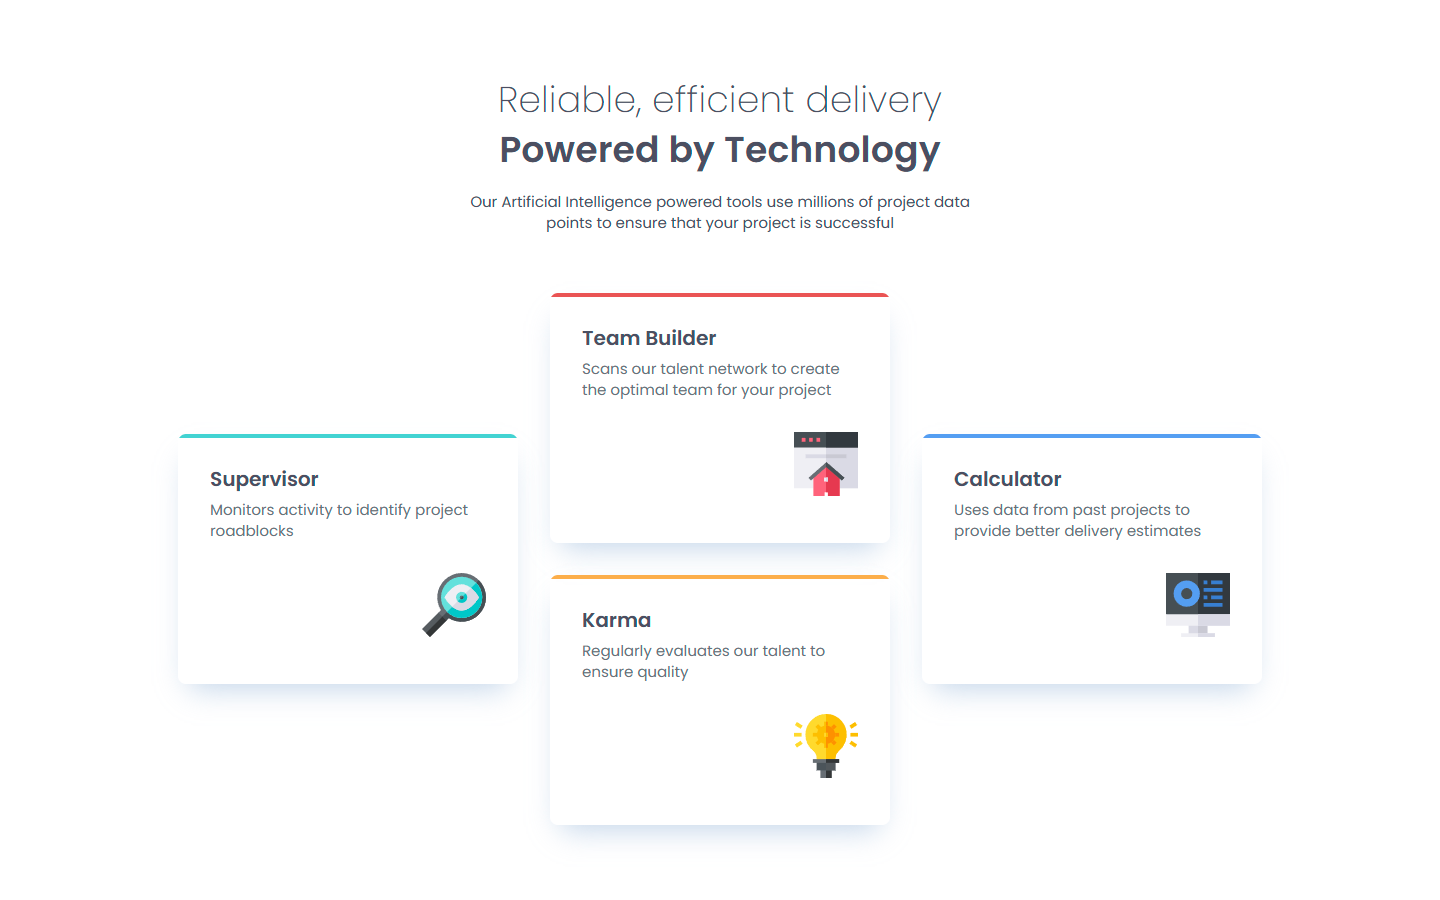 Reliable, efficient delivery
Powered by Technology
Our Artificial Intelligence powered tools use millions of project data
points to ensure that your project is successful
Team Builder
Scans our talent network to create
the optimal team for your project
Supervisor
Monitors activity to identify project
roadblocks
Calculator
Uses data from past projects to
provide better delivery estimates
Karma
Regularly evaluates our talent to
ensure quality